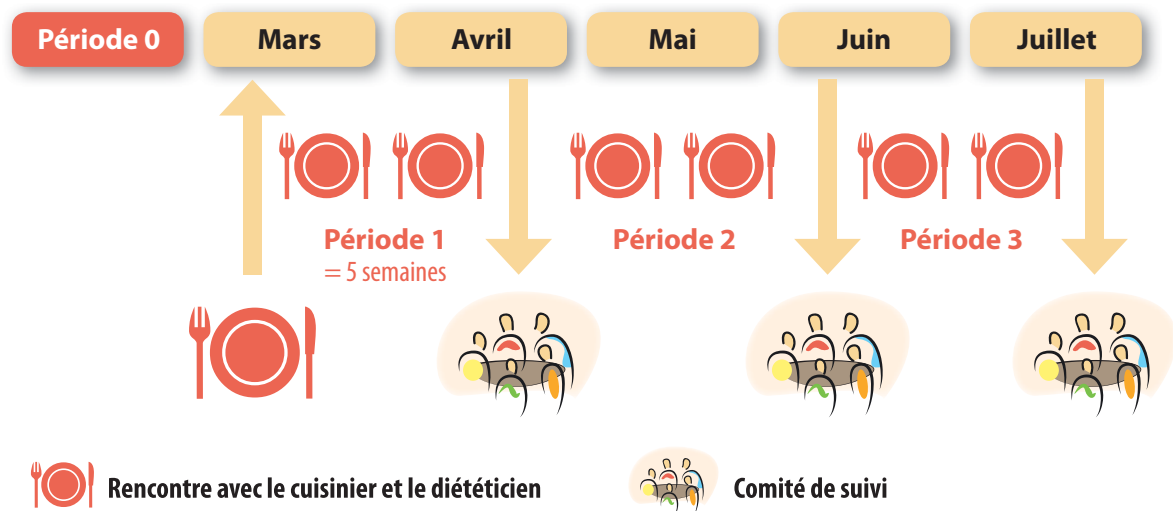 Période 0
Mars
Avril
Mai
Juin
Juillet
Période 1
= 5 semaines
Période 2
Période 3
Rencontre avec le cuisinier et le diététicien
Comité de suivi